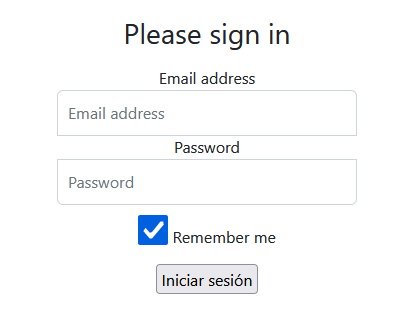 Please sign in
Email address
Email address
Password
Password
Remember me
Iniciar sesión